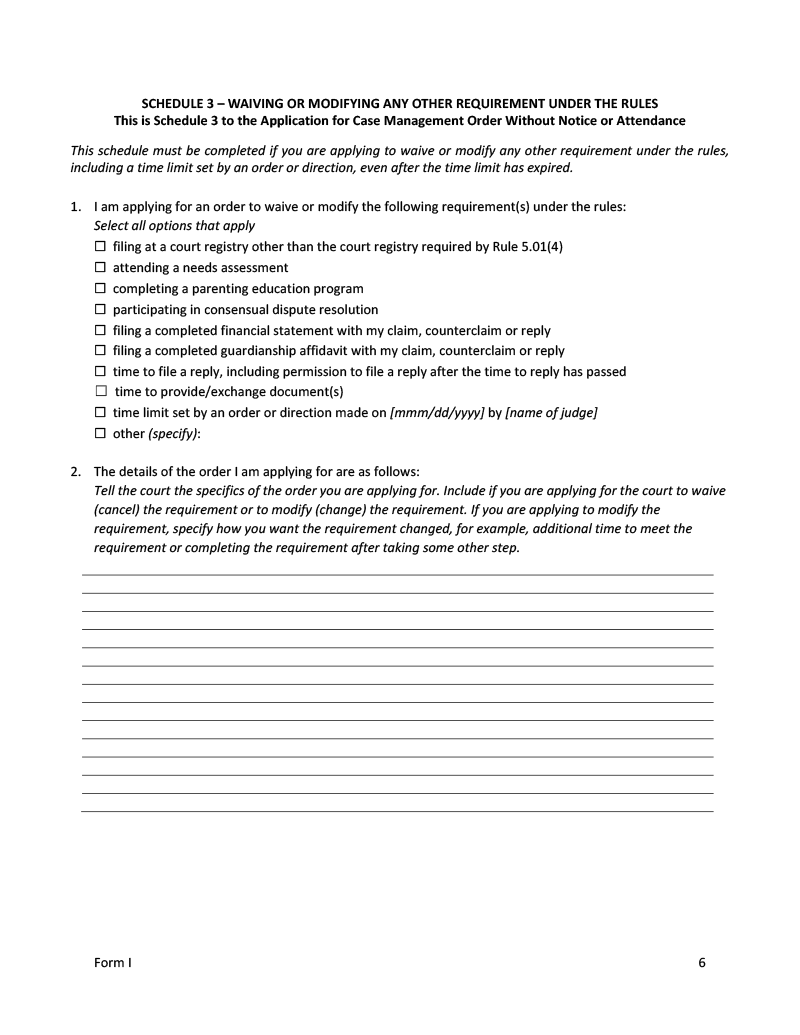 SCHEDULE 3 – WAIVING OR MODIFYING ANY OTHER REQUIREMENT UNDER THE RULES
This is Schedule 3 to the Application for Case Management Order Without Notice or Attendance
This schedule must be completed if you are applying to waive or modify any other requirement under the rules,
including a time limit set by an order or direction, even after the time limit has expired.
1. I am applying for an order to waive or modify the following requirement(s) under the rules:
Select all options that apply
☐ filing at a court registry other than the court registry required by Rule 5.01(4)
☐ attending a needs assessment
☐ completing a parenting education program
☐ participating in consensual dispute resolution
☐ filing a completed financial statement with my claim, counterclaim or reply
☐ filing a completed guardianship affidavit with my claim, counterclaim or reply
☐ time to file a reply, including permission to file a reply after the time to reply has passed
☐ time to provide/exchange document(s)
☐ time limit set by an order or direction made on [mmm/dd/yyyy] by [name of judge]
☐ other (specify):
2. The details of the order I am applying for are as follows:
Tell the court the specifics of the order you are applying for. Include if you are applying for the court to waive
(cancel) the requirement or to modify (change) the requirement. If you are applying to modify the
requirement, specify how you want the requirement changed, for example, additional time to meet the
requirement or completing the requirement after taking some other step.
Form I 6